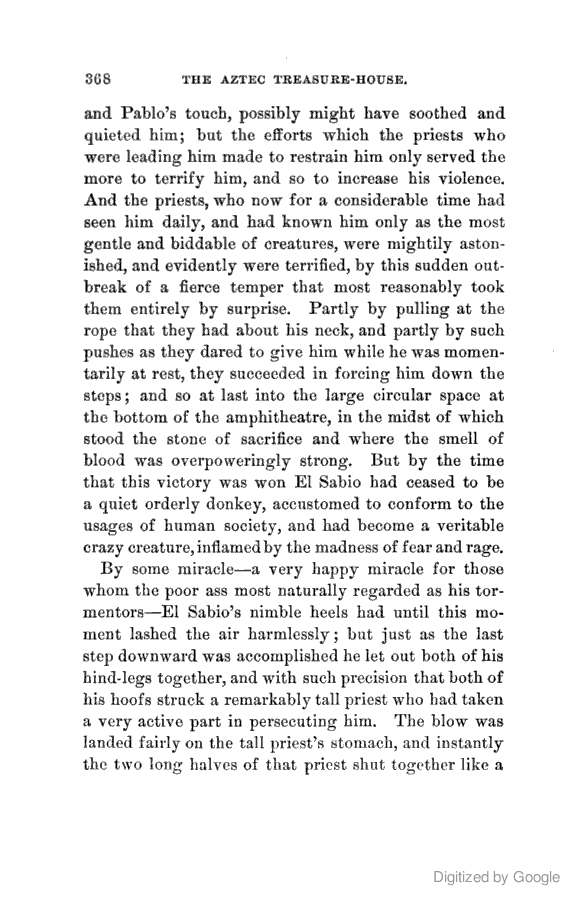 368 THE AZTEC TREASURE-HOUSE.
and Pablo's touch, possibly might have soothed and
quieted him; but the efforts which the priests who
were leading him made to restrain him only served the
more to terrify him, and so to increase his violence.
And the priests, who now for a considerable time had
seen him daily, and had known him only as the most
gentle and biddable of creatures, were mightily aston-
ished, and evidently were terrified, by this sudden out-
break of a fierce temper that most reasonably took
them entirely by surprise. Partly by pulling at the
rope that they had about his neck, and partly by such
pushes as they dared to give him while he was momen-
tarily at rest, they succeeded in forcing him down the
steps; and so at last into the large circular space at
the bottom of the amphitheatre, in the midst of which
stood the stone of sacrifice and where the smell of
blood was overpoweringly strong. But by the time
that this victory was won El Sabio had ceased to be
a quiet orderly donkey, accustomed to conform to the
usages of human society, and had become a veritable
crazy creature, inflamed by the madness of fear and rage.
By some miracle—a very happy miracle for those
whom the poor ass most naturally regarded as his tor-
mentors—El Sabio's nimble heels had until this mo-
ment lashed the air harmlessly; but just as the last
step downward was accomplished he let out both of his
hind-legs together, and with such precision that both of
his hoofs struck a remarkably tall priest who had taken
a very active part in persecuting him. The blow was
landed fairly on the tall priest's stomach, and instantly
the two long halves of that priest shut together like a
Digitized by Google